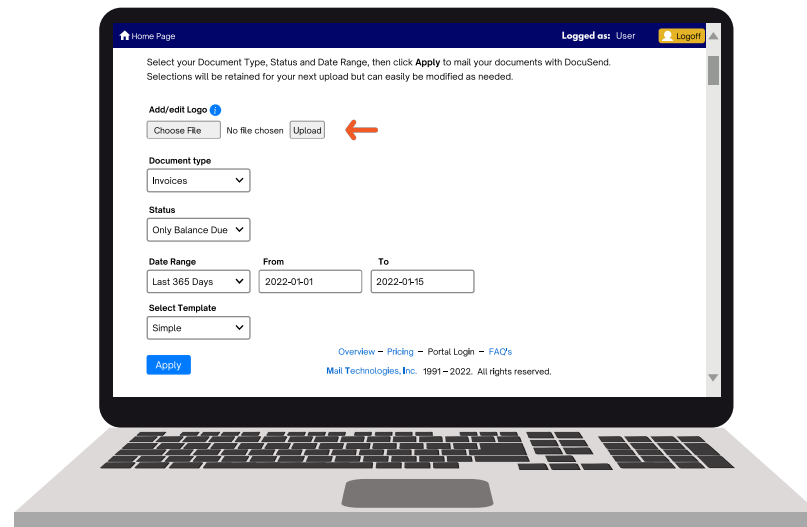 Home Page
Logged as: User
Logoff
Select your Document Type, Status and Date Range, then click Apply to mail your documents with DocuSend.
Selections will be retained for your next upload but can easily be modified as needed.
Add/edit Logo i
Choose File No file chosen Upload
Document type
Invoices
Status
Only Balance Due
Date Range From To
Last 365 Days 2022-01-01 2022-01-15
Select Template
Simple
Overview – Pricing – Portal Login – FAQ's
Apply
Mail Technologies, Inc. 1991 – 2022. All rights reserved.